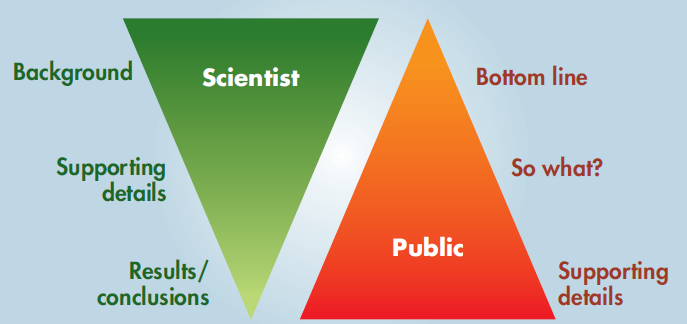 Background
Supporting
details
Results/
conclusions
Scientist
Public
Bottom line
So what?
Supporting
details